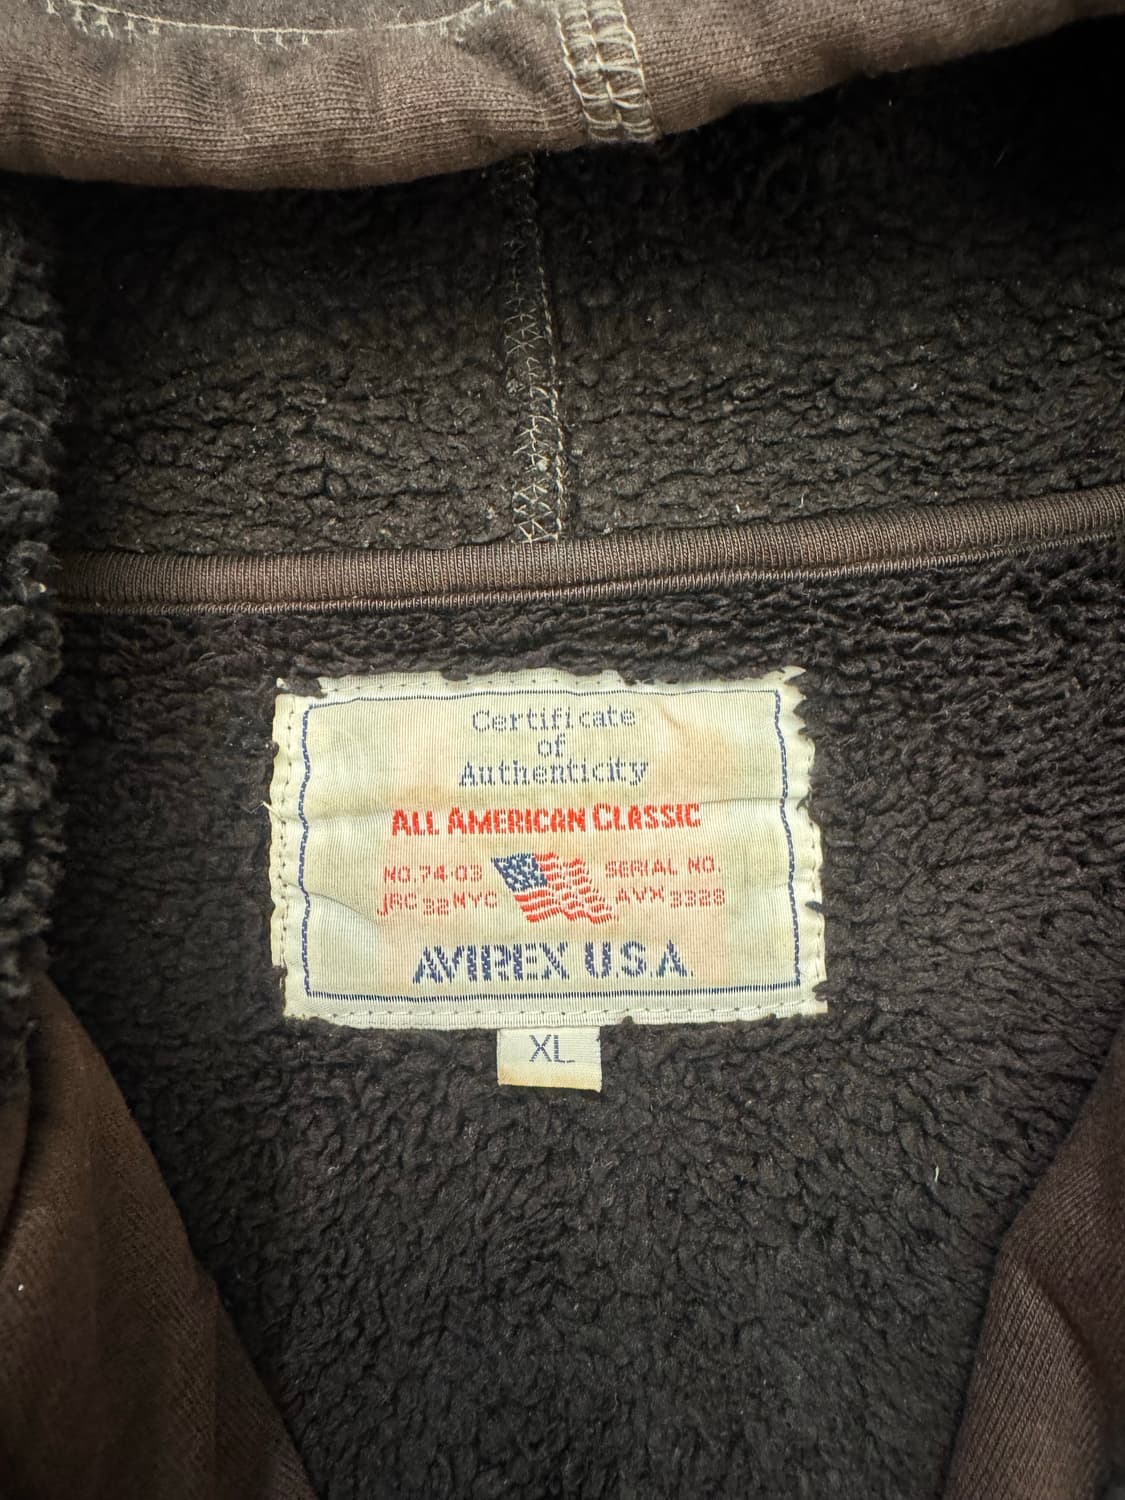 Certificate
of
Authenticity
ALL AMERICAN CLASSIC
NO.74-03 SERIAL NO.
JRC 32 NYC AVX 3328
AVIREX U.S.A.
XL